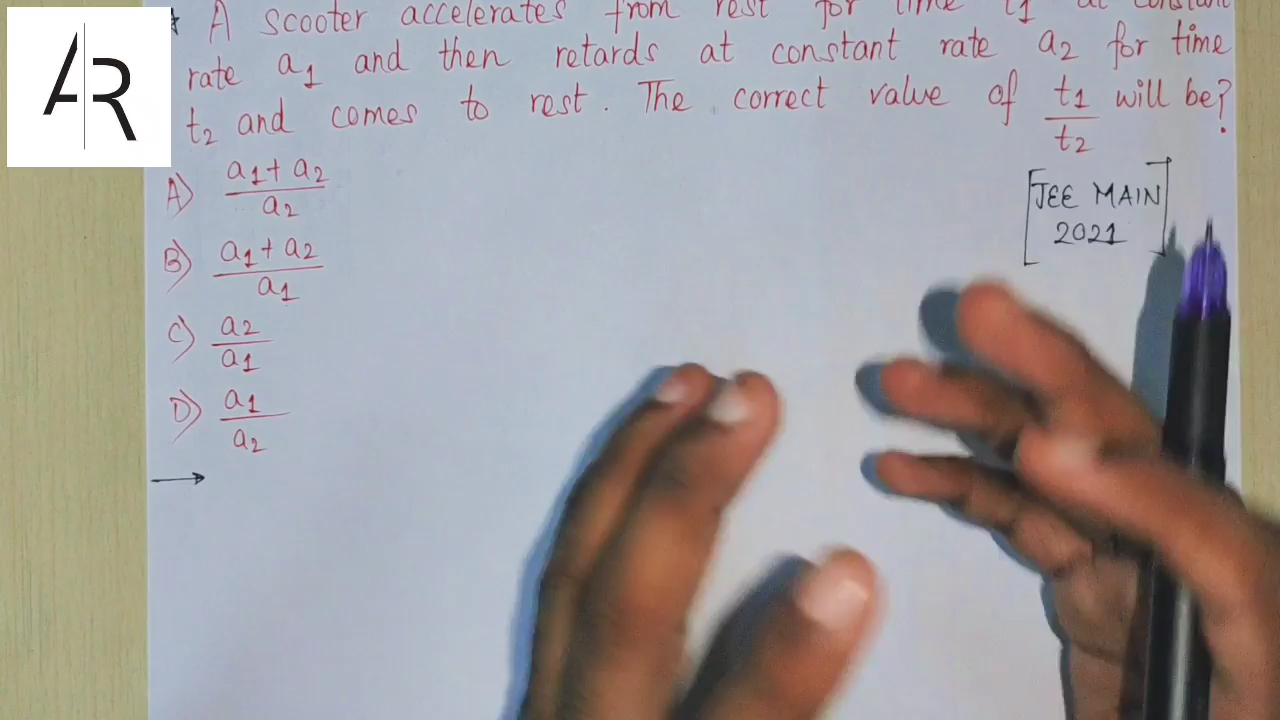 AR
* A scooter accelerates from rest for time t₁ at constant
rate a₁ and then retards at constant rate a₂ for time
t₂ and comes to rest. The correct value of t₁/t₂ will be?
[JEE MAIN
2021]
A) a₁ + a₂ / a₂
B) a₁ + a₂ / a₁
C) a₂ / a₁
D) a₁ / a₂
→